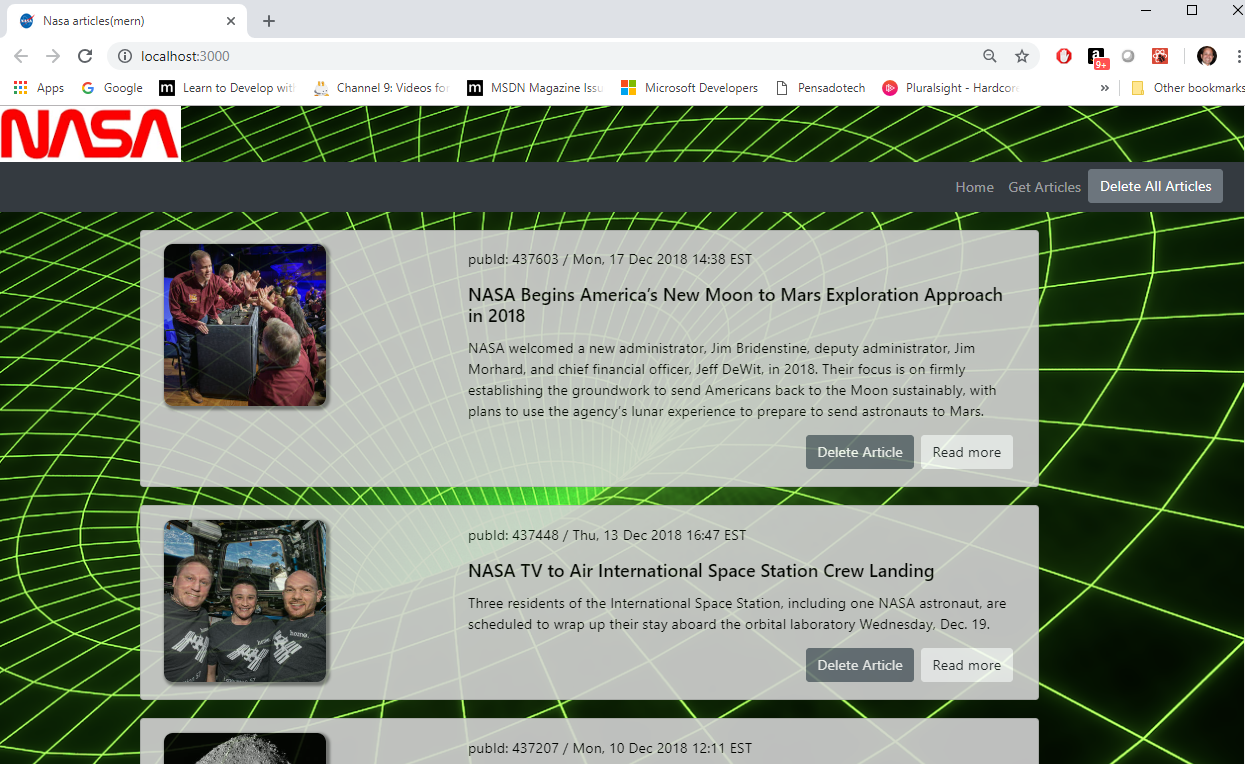 Nasa articles(mern)
localhost:3000
9+
Apps
Google
Learn to Develop wit
Channel 9: Videos for
MSDN Magazine Issu
Microsoft Developers
Pensadotech
Pluralsight - Hardcor
»
Other bookmarks
NASA
Home
Get Articles
Delete All Articles
pubId: 437603 / Mon, 17 Dec 2018 14:38 EST
NASA Begins America’s New Moon to Mars Exploration Approach
in 2018
NASA welcomed a new administrator, Jim Bridenstine, deputy administrator, Jim
Morhard, and chief financial officer, Jeff DeWit, in 2018. Their focus is on firmly
establishing the groundwork to send Americans back to the Moon sustainably, with
plans to use the agency’s lunar experience to prepare to send astronauts to Mars.
Delete Article
Read more
pubId: 437448 / Thu, 13 Dec 2018 16:47 EST
NASA TV to Air International Space Station Crew Landing
Three residents of the International Space Station, including one NASA astronaut, are
scheduled to wrap up their stay aboard the orbital laboratory Wednesday, Dec. 19.
home.
Delete Article
Read more
pubId: 437207 / Mon, 10 Dec 2018 12:11 EST